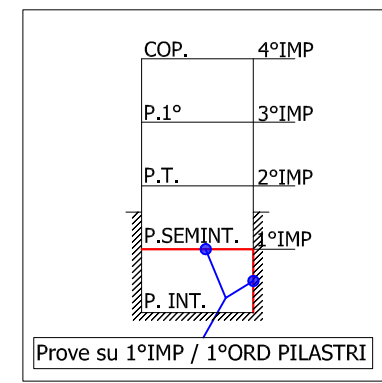 COP. 4°IMP
P.1° 3°IMP
P.T. 2°IMP
P.SEMINT. 1°IMP
P. INT.
Prove su 1°IMP / 1°ORD PILASTRI